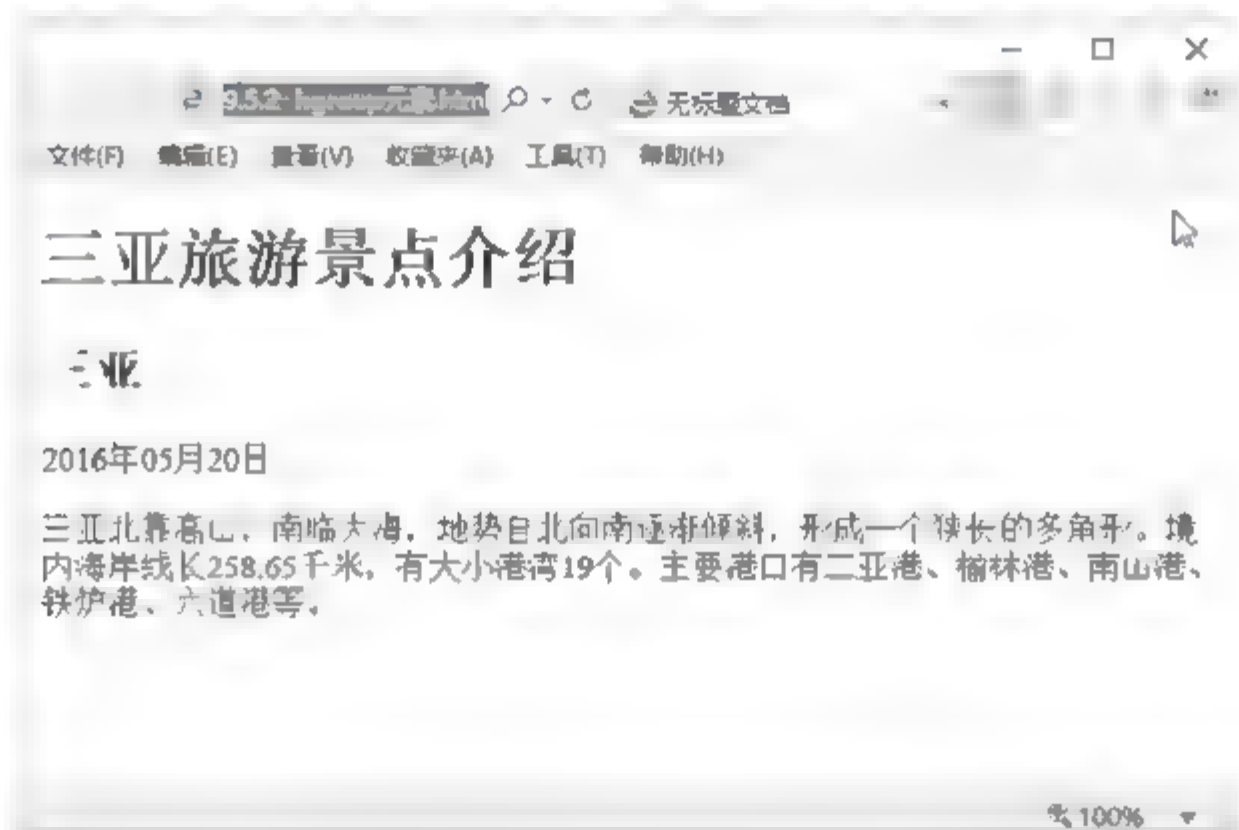 9.5.2 hgroup元素.html 无标题文档
文件(F) 编辑(E) 查看(V) 收藏夹(A) 工具(T) 帮助(H)
三亚旅游景点介绍
三亚
2016年05月20日
三亚北靠高山，南临大海，地势自北向南逐渐倾斜，形成一个狭长的多角形。境
内海岸线长258.65千米，有大小港湾19个。主要港口有三亚港、榆林港、南山港、
铁炉港、六道港等。
100%